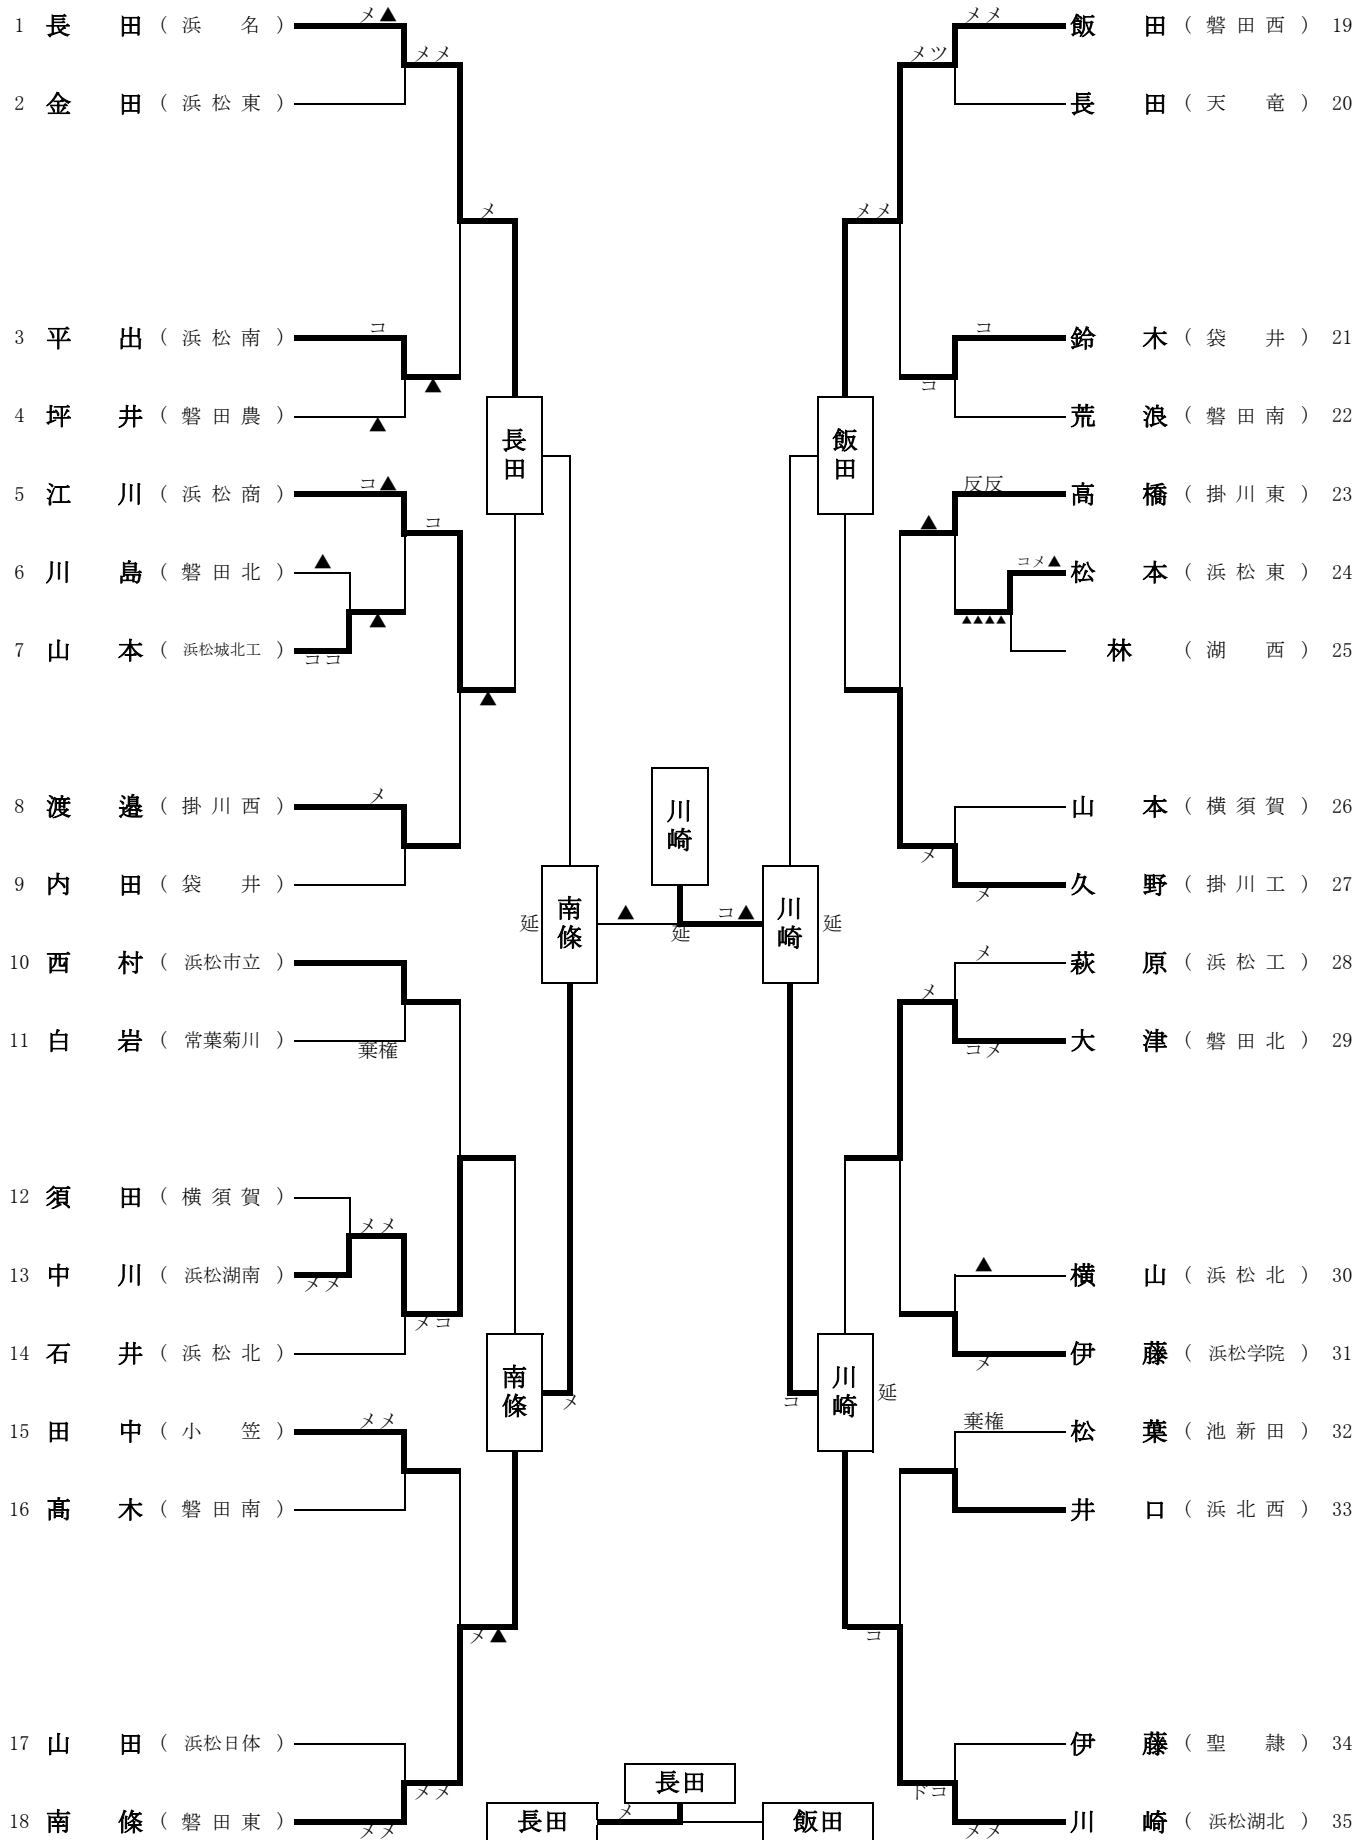 メ▲
1 長田 （ 浜名 ）
メメ
2 金田 （ 浜松東 ）
メ
コ
3 平出 （ 浜松南 ）
▲
4 坪井 （ 磐田農 ）
▲
長田
コ▲
5 江川 （ 浜松商 ）
コ
▲
6 川島 （ 磐田北 ）
▲
7 山本 （ 浜松城北工 ）
ココ
▲
メ
8 渡邉 （ 掛川西 ）
9 内田 （ 袋井 ）
延 南條
10 西村 （ 浜松市立 ）
11 白岩 （ 常葉菊川 ）
棄権
12 須田 （ 横須賀 ）
メメ
13 中川 （ 浜松湖南 ）
メメ
メコ
14 石井 （ 浜松北 ）
南條
メ
メメ
15 田中 （ 小笠 ）
16 髙木 （ 磐田南 ）
メ▲
17 山田 （ 浜松日体 ）
メメ
18 南條 （ 磐田東 ）
メメ
川崎
▲ 延 コ▲
メメ
飯田 （ 磐田西 ） 19
メツ
長田 （ 天竜 ） 20
メメ
コ
鈴木 （ 袋井 ） 21
コ
荒浪 （ 磐田南 ） 22
飯田
反反
髙橋 （ 掛川東 ） 23
▲
コメ▲
松本 （ 浜松東 ） 24
▲▲▲▲
林 （ 湖西 ） 25
山本 （ 横須賀 ） 26
メ
久野 （ 掛川工 ） 27
メ
川崎 延
メ
萩原 （ 浜松工 ） 28
メ
大津 （ 磐田北 ） 29
コメ
▲
横山 （ 浜松北 ） 30
伊藤 （ 浜松学院 ） 31
メ
川崎 延
コ
棄権
松葉 （ 池新田 ） 32
井口 （ 浜北西 ） 33
コ
伊藤 （ 聖隷 ） 34
ドコ
川崎 （ 浜松湖北 ） 35
メメ
長田
長田 メ 飯田